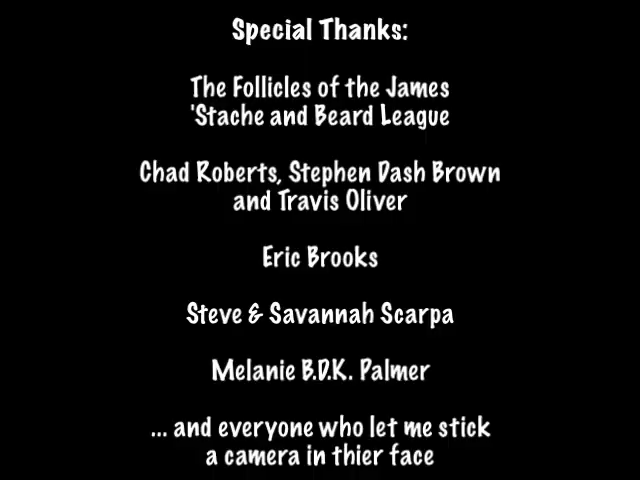 Special Thanks:
The Follicles of the James
'Stache and Beard League
Chad Roberts, Stephen Dash Brown
and Travis Oliver
Eric Brooks
Steve & Savannah Scarpa
Melanie B.D.K. Palmer
... and everyone who let me stick
a camera in thier face